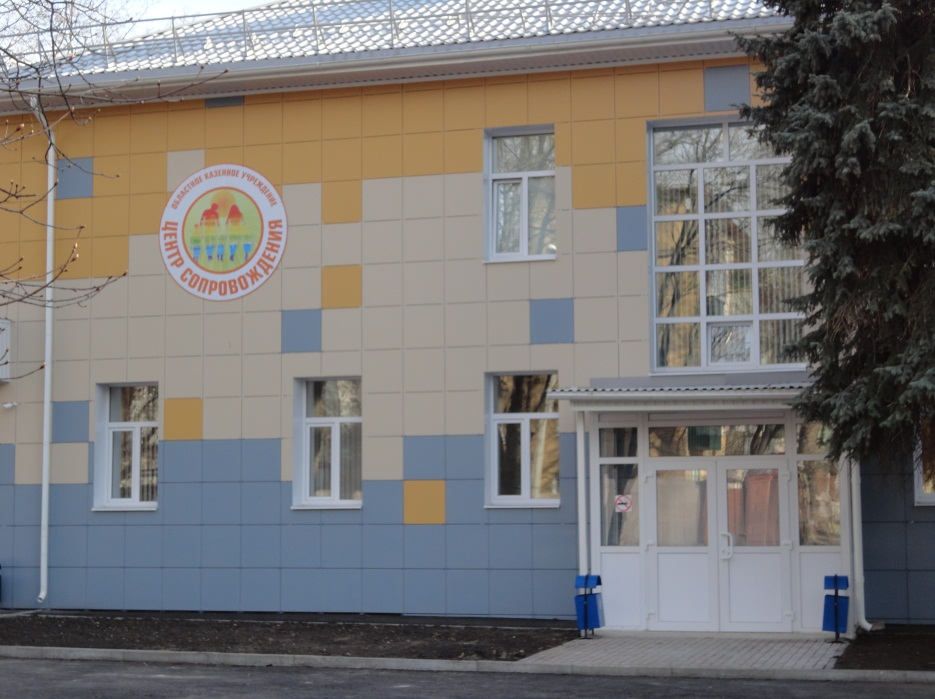 ОБЛАСТНОЕ КАЗЕННОЕ УЧРЕЖДЕНИЕ
ЦЕНТР СОПРОВОЖДЕНИЯ